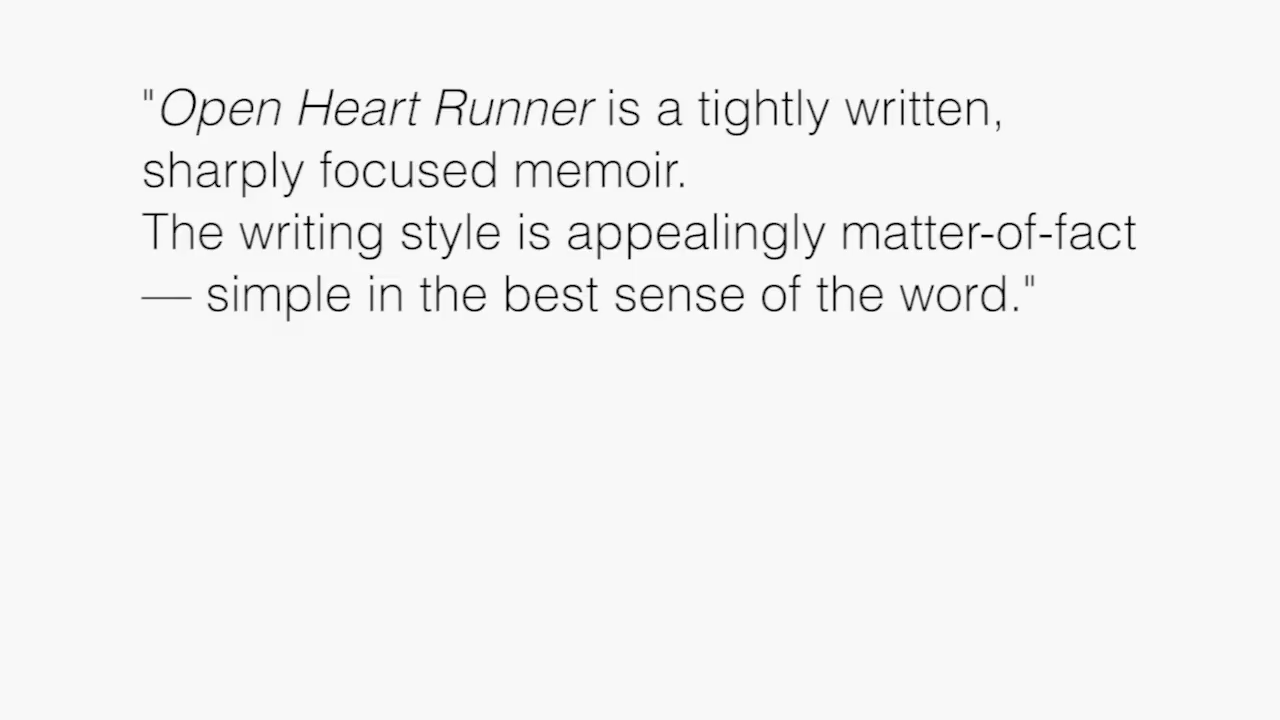 "Open Heart Runner is a tightly written,
sharply focused memoir.
The writing style is appealingly matter-of-fact
— simple in the best sense of the word."